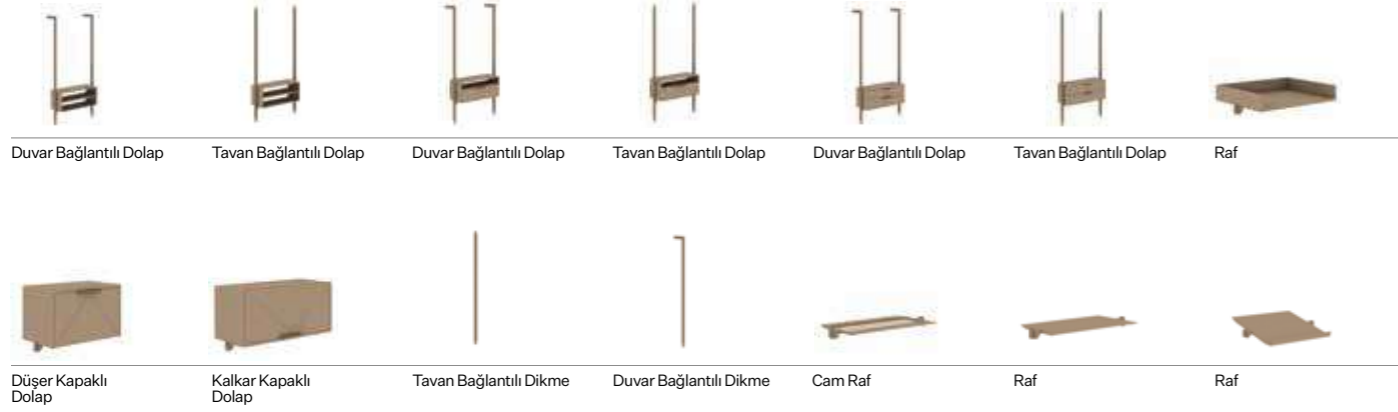 Duvar Bağlantılı Dolap
Tavan Bağlantılı Dolap
Duvar Bağlantılı Dolap
Tavan Bağlantılı Dolap
Duvar Bağlantılı Dolap
Tavan Bağlantılı Dolap
Raf
Düşer Kapaklı
Dolap
Kalkar Kapaklı
Dolap
Tavan Bağlantılı Dikme
Duvar Bağlantılı Dikme
Cam Raf
Raf
Raf